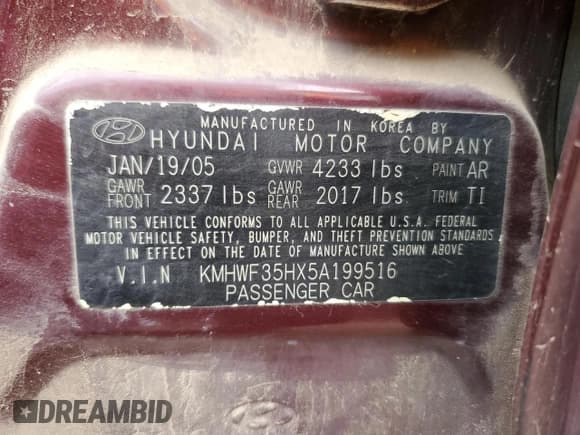 MANUFACTURED IN KOREA BY
HYUNDAI MOTOR COMPANY
JAN/19/05 GVWR 4233 lbs PAINT AR
GAWR FRONT 2337 lbs GAWR REAR 2017 lbs TRIM TI
THIS VEHICLE CONFORMS TO ALL APPLICABLE U.S.A. FEDERAL
MOTOR VEHICLE SAFETY, BUMPER, AND THEFT PREVENTION STANDARDS
IN EFFECT ON THE DATE OF MANUFACTURE SHOWN ABOVE
V.I.N KMHWF35HX5A199516
PASSENGER CAR
DREAMBID